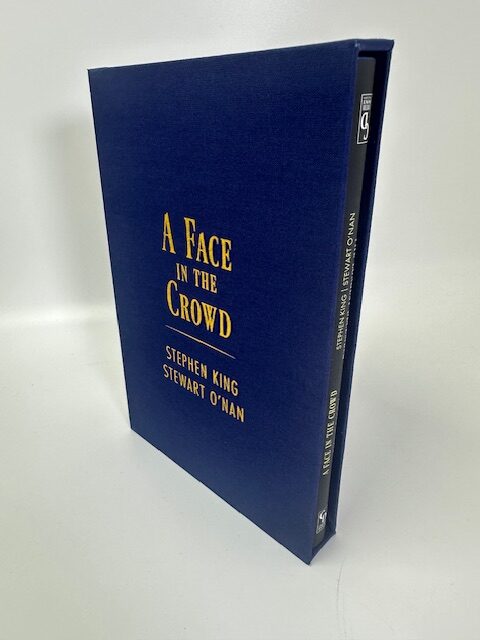 A FACE
IN THE
CROWD
STEPHEN KING
STEWART O'NAN
STEPHEN KING | STEWART O'NAN
A FACE IN THE CROWD